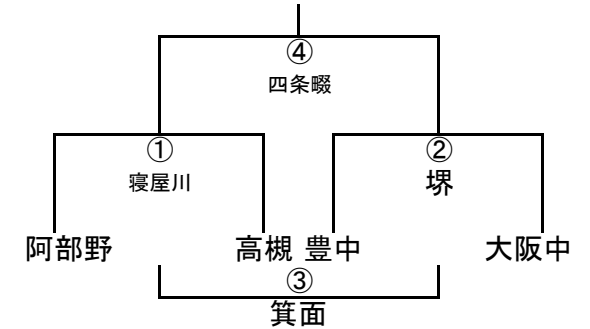 ④
四条畷
① ②
寝屋川 堺
阿部野 高槻 豊中 大阪中
③
箕面